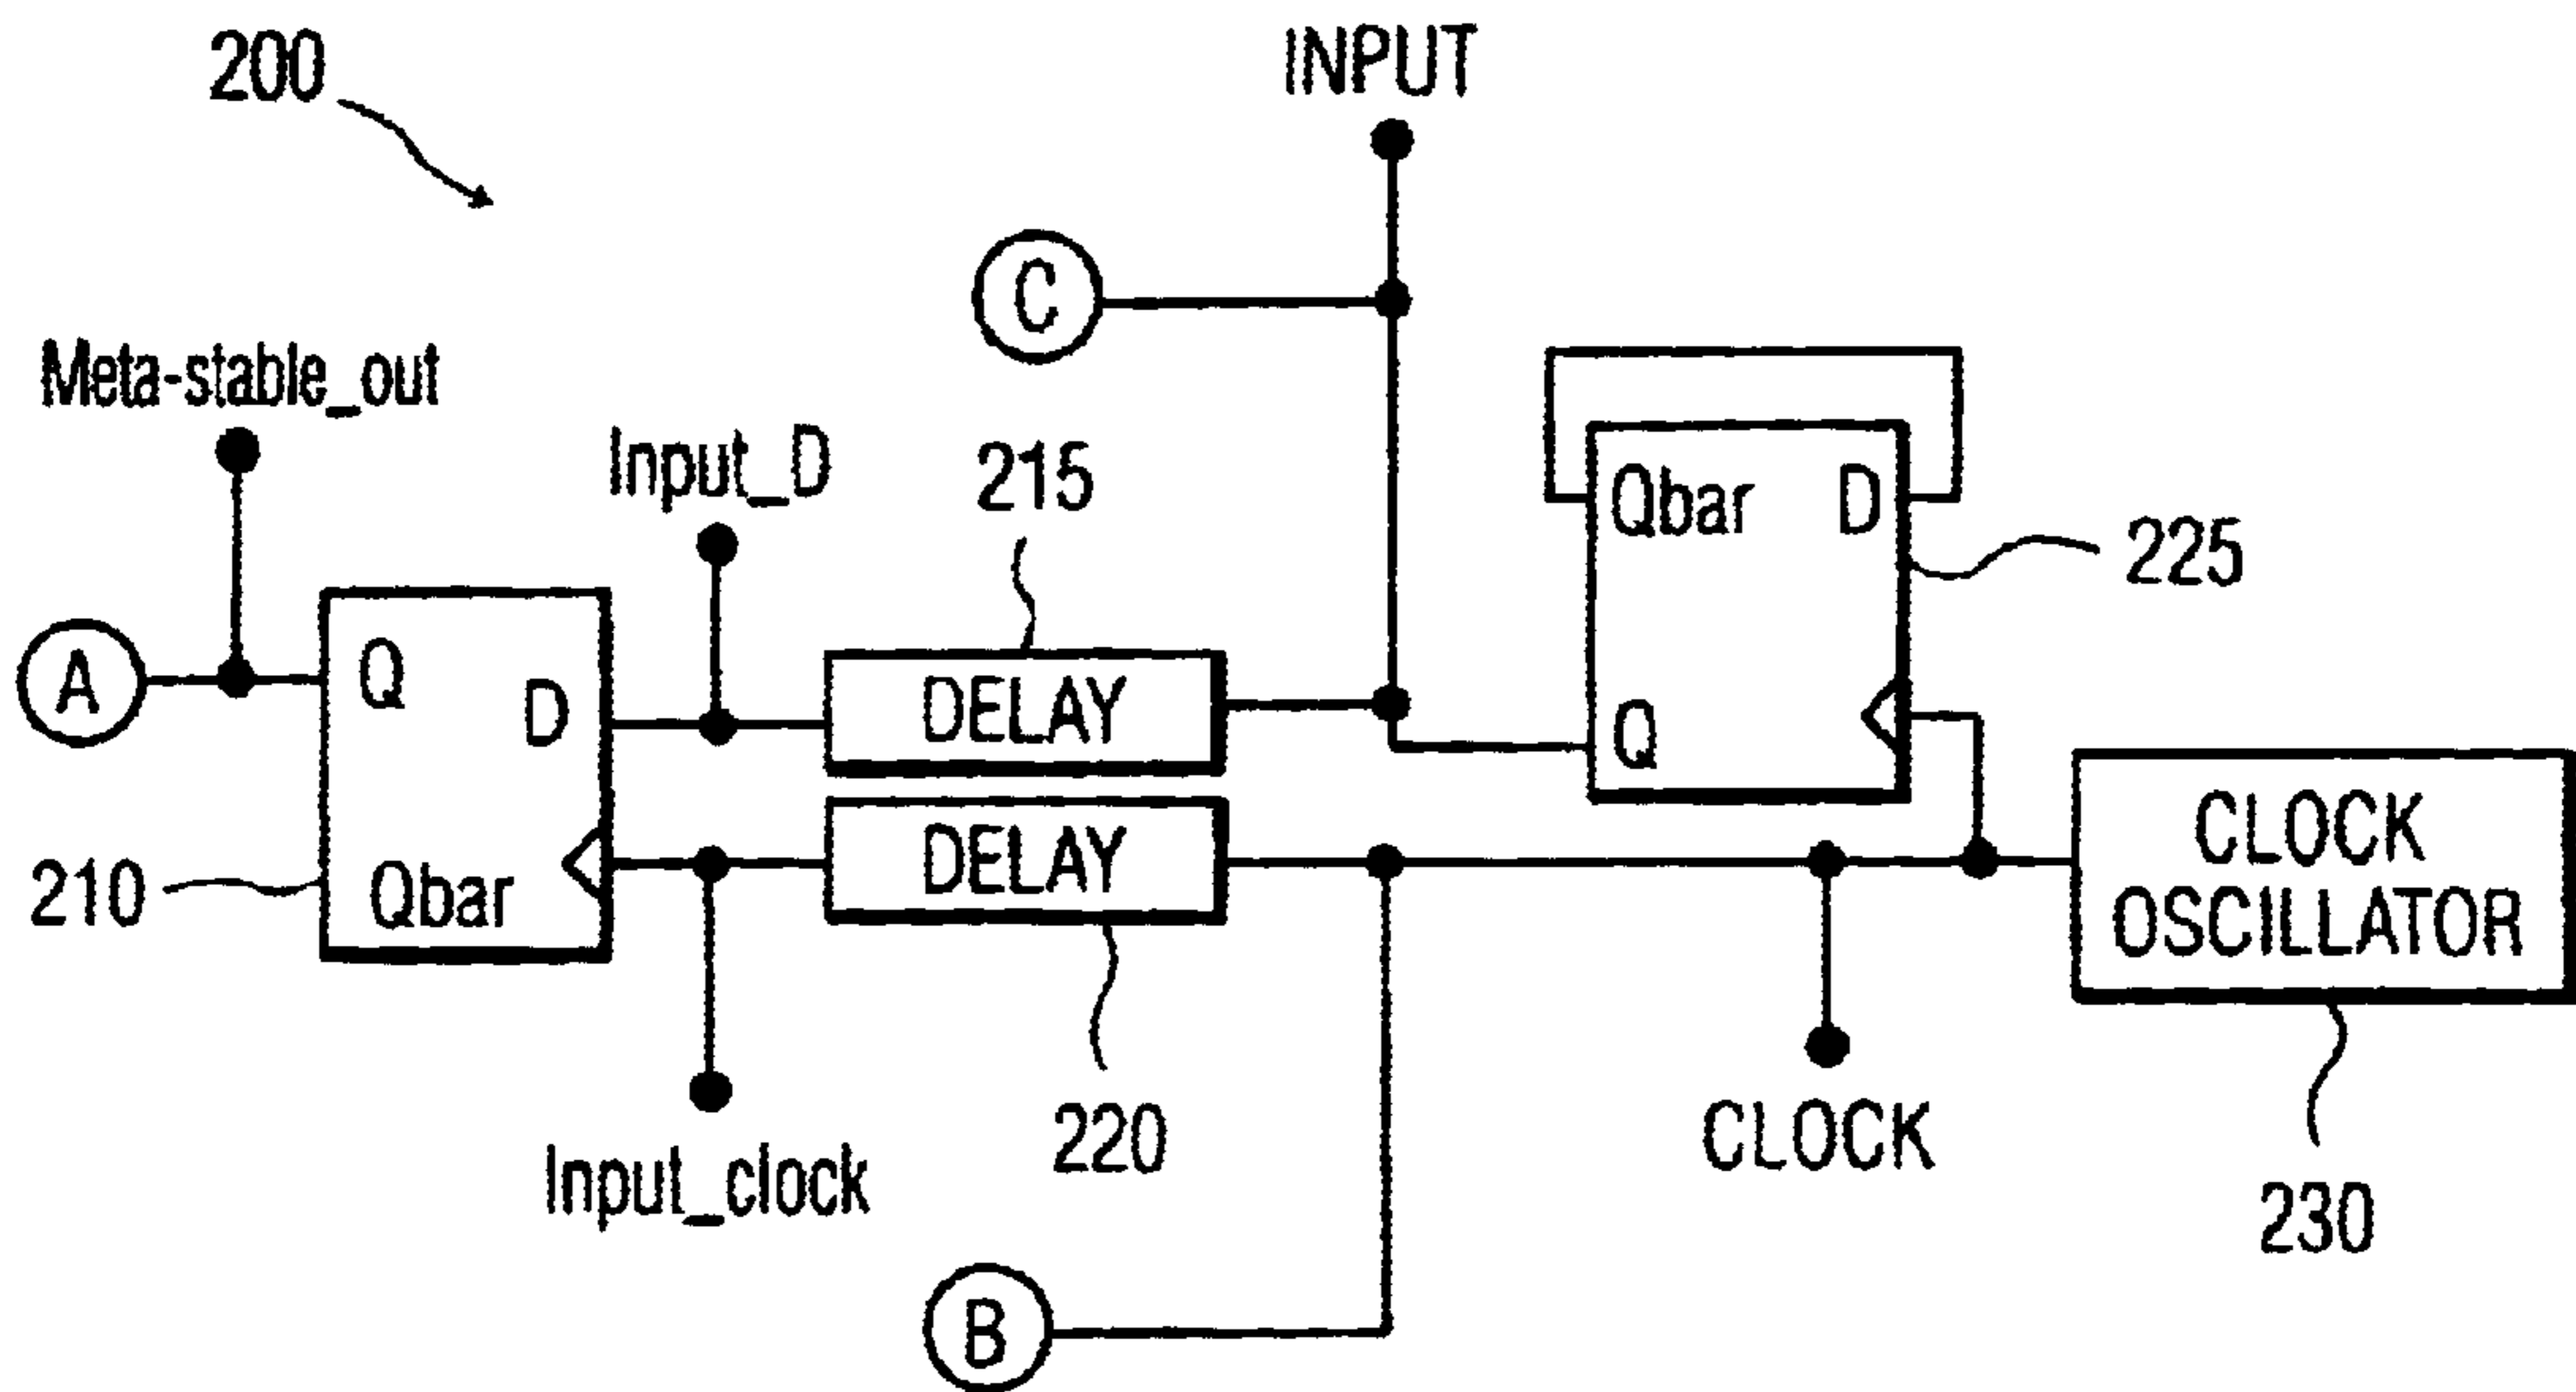 200
INPUT
C
Meta-stable_out
Input_D
215
Qbar D
225
A
Q
D
DELAY
Q
210
Qbar
DELAY
CLOCK
OSCILLATOR
Input_clock
220
CLOCK
230
B